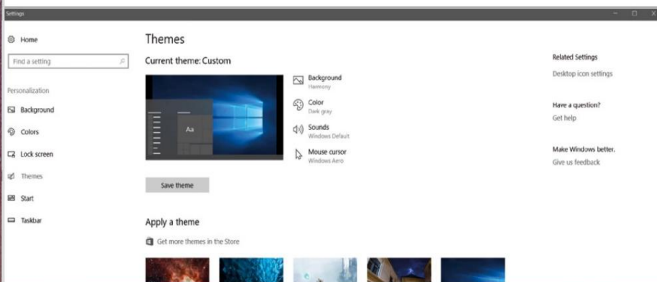 Settings
Home
Find a setting
Personalization
Background
Colors
Lock screen
Themes
Start
Taskbar
Themes
Current theme: Custom
Aa
Background
Harmony
Color
Dark gray
Sounds
Windows Default
Mouse cursor
Windows Aero
Save theme
Apply a theme
Get more themes in the Store
Related Settings
Desktop icon settings
Have a question?
Get help
Make Windows better.
Give us feedback